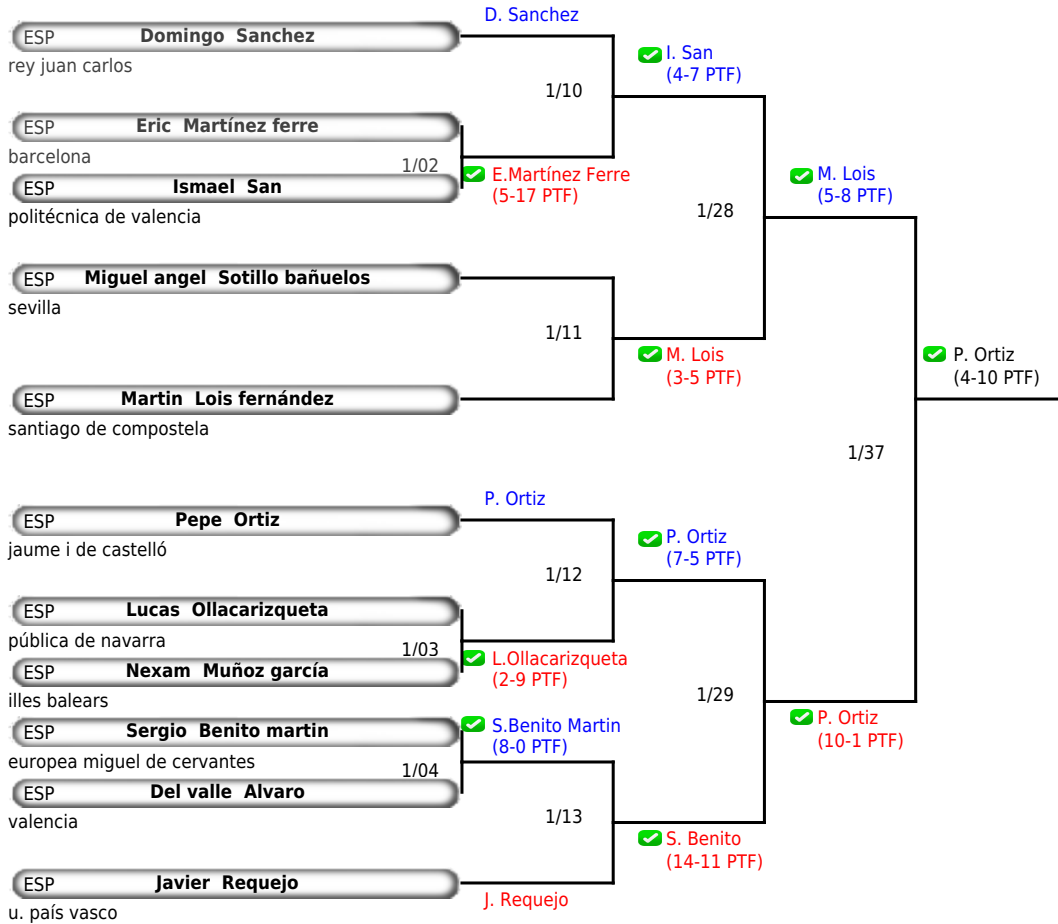 D. Sanchez
ESP Domingo Sanchez
rey juan carlos
I. San
(4-7 PTF)
1/10
ESP Eric Martínez ferre
barcelona
1/02
E.Martínez Ferre
(5-17 PTF)
ESP Ismael San
politécnica de valencia
M. Lois
(5-8 PTF)
1/28
ESP Miguel angel Sotillo bañuelos
sevilla
1/11
M. Lois
(3-5 PTF)
P. Ortiz
(4-10 PTF)
ESP Martin Lois fernández
santiago de compostela
1/37
P. Ortiz
ESP Pepe Ortiz
jaume i de castelló
P. Ortiz
(7-5 PTF)
1/12
ESP Lucas Ollacarizqueta
pública de navarra
1/03
L.Ollacarizqueta
(2-9 PTF)
ESP Nexam Muñoz garcía
illes balears
1/29
P. Ortiz
(10-1 PTF)
S.Benito Martin
(8-0 PTF)
ESP Sergio Benito martin
europea miguel de cervantes
1/04
ESP Del valle Alvaro
valencia
1/13
S. Benito
(14-11 PTF)
ESP Javier Requejo
J. Requejo
u. país vasco